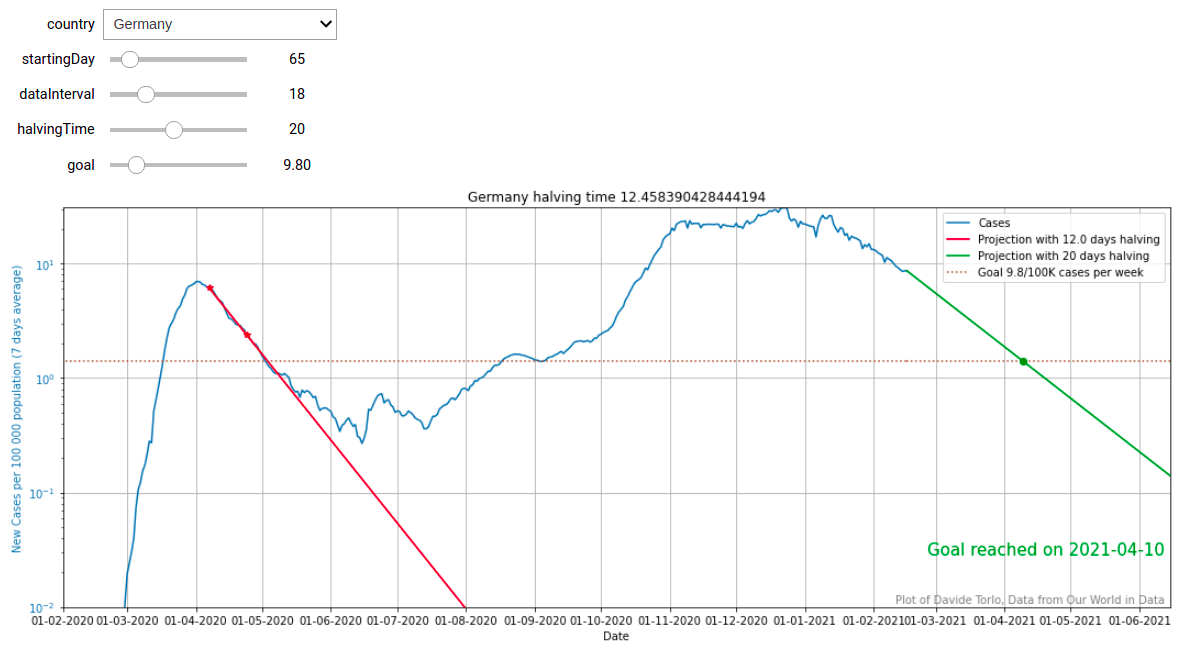 country Germany
startingDay 65
dataInterval 18
halvingTime 20
goal 9.80
Germany halving time 12.458390428444194
Cases
Projection with 12.0 days halving
Projection with 20 days halving
Goal 9.8/100K cases per week
New Cases per 100 000 population (7 days average)
10¹
10⁰
10⁻¹
10⁻²
Goal reached on 2021-04-10
Plot of Davide Torlo, Data from Our World in Data
01-02-2020 01-03-2020 01-04-2020 01-05-2020 01-06-2020 01-07-2020 01-08-2020 01-09-2020 01-10-2020 01-11-2020 01-12-2020 01-01-2021 01-02-2021 01-03-2021 01-04-2021 01-05-2021 01-06-2021
Date